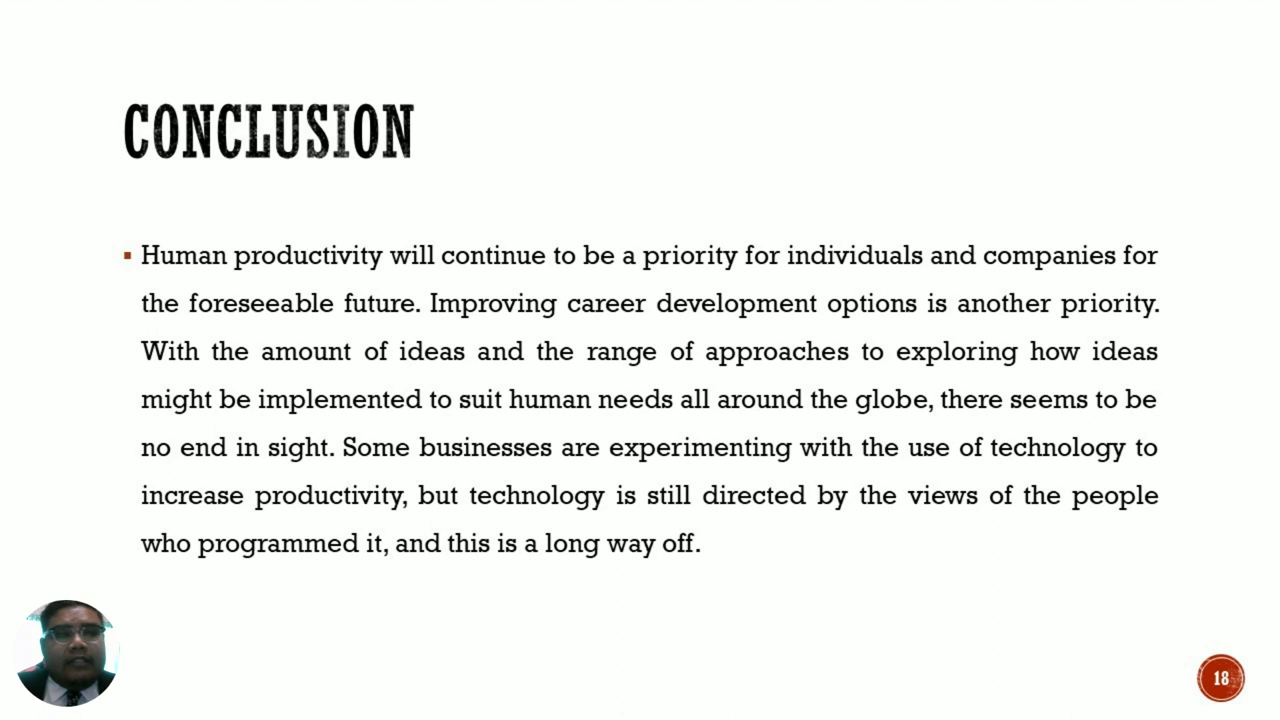 CONCLUSION
Human productivity will continue to be a priority for individuals and companies for
the foreseeable future. Improving career development options is another priority.
With the amount of ideas and the range of approaches to exploring how ideas
might be implemented to suit human needs all around the globe, there seems to be
no end in sight. Some businesses are experimenting with the use of technology to
increase productivity, but technology is still directed by the views of the people
who programmed it, and this is a long way off.
18